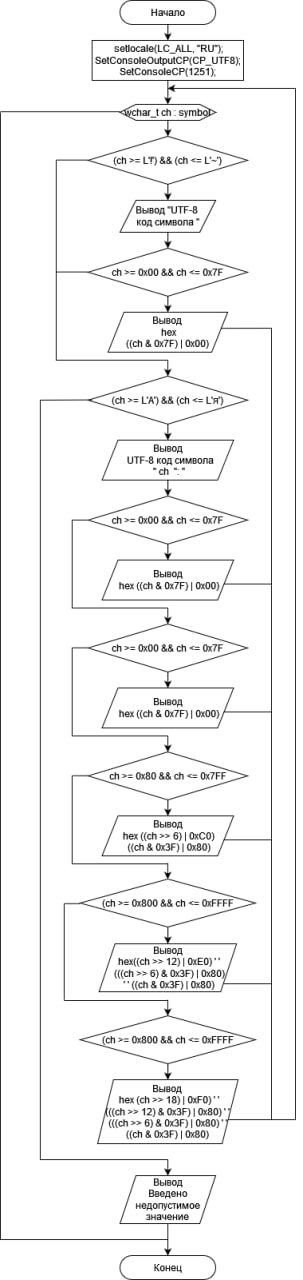 Начало
setlocale(LC_ALL, "RU");
SetConsoleOutputCP(CP_UTF8);
SetConsoleCP(1251);
wchar_t ch : symbol
(ch >= L'!') && (ch <= L'~')
Вывод "UTF-8
код символа "
ch >= 0x00 && ch <= 0x7F
Вывод
hex
((ch & 0x7F) | 0x00)
(ch >= L'А') && (ch <= L'я')
Вывод
UTF-8 код символа
" ch ": "
ch >= 0x00 && ch <= 0x7F
Вывод
hex ((ch & 0x7F) | 0x00)
ch >= 0x00 && ch <= 0x7F
Вывод
hex ((ch & 0x7F) | 0x00)
ch >= 0x80 && ch <= 0x7FF
Вывод
hex ((ch >> 6) | 0xC0)
((ch & 0x3F) | 0x80)
(ch >= 0x800 && ch <= 0xFFFF
Вывод
hex((ch >> 12) | 0xE0) ' '
(((ch >> 6) & 0x3F) | 0x80)
' ' ((ch & 0x3F) | 0x80)
(ch >= 0x800 && ch <= 0xFFFF
Вывод
hex (ch >> 18) | 0xF0) ' '
(((ch >> 12) & 0x3F) | 0x80) ' '
(((ch >> 6) & 0x3F) | 0x80) ' '
((ch & 0x3F) | 0x80)
Вывод
Введено
недопустимое
значение
Конец